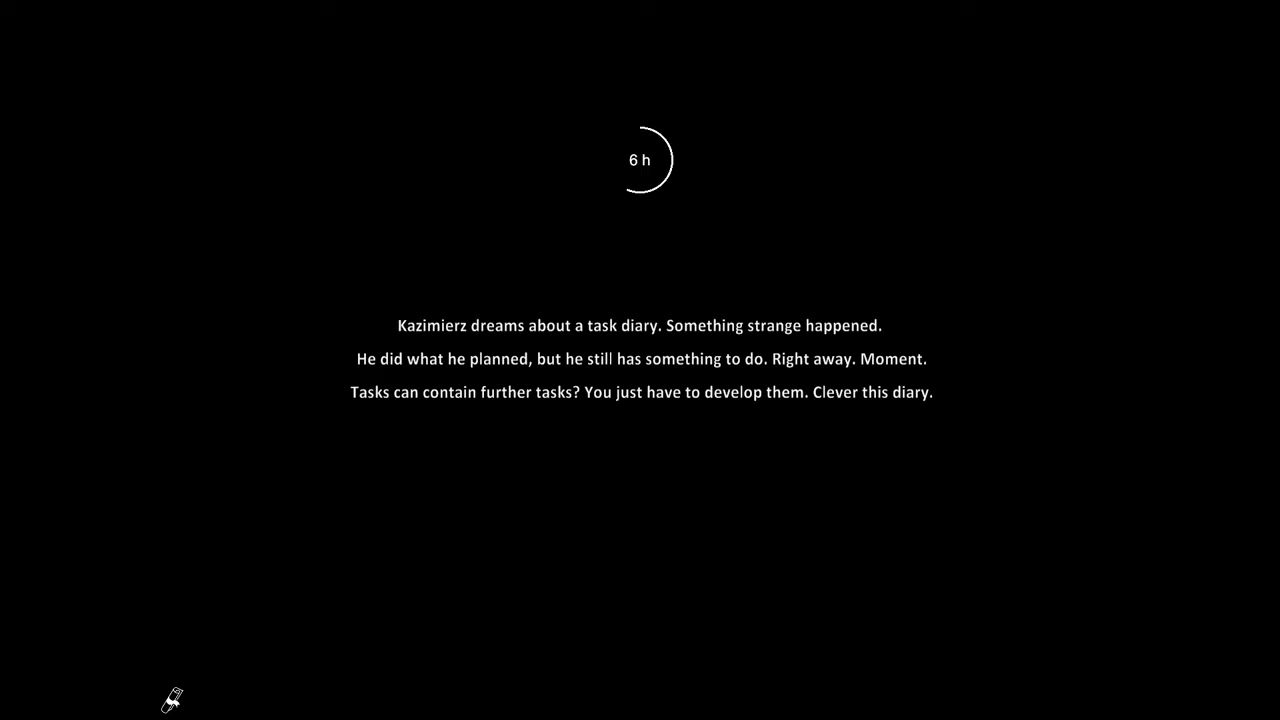 6 h
Kazimierz dreams about a task diary. Something strange happened.
He did what he planned, but he still has something to do. Right away. Moment.
Tasks can contain further tasks? You just have to develop them. Clever this diary.